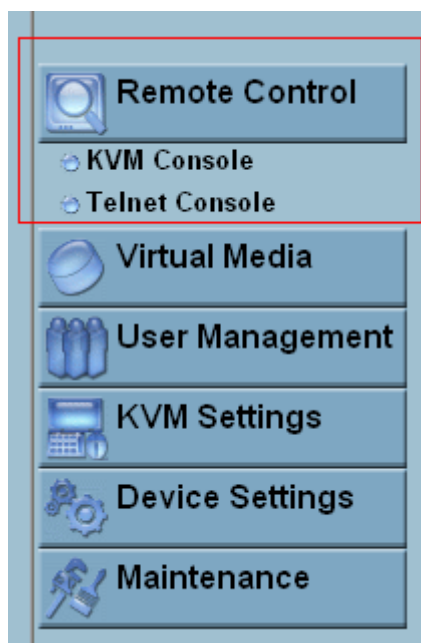 Remote Control
KVM Console
Telnet Console
Virtual Media
User Management
KVM Settings
Device Settings
Maintenance